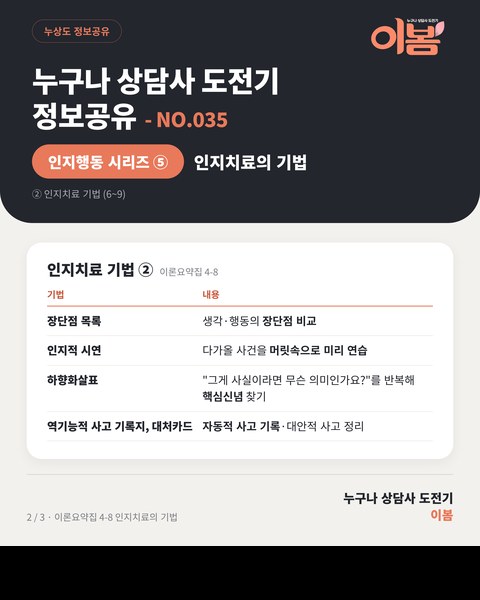 누상도 정보공유
누구나 상담사 도전기
이봄
누구나 상담사 도전기
정보공유 - NO.035
인지행동 시리즈 ⑤ 인지치료의 기법
② 인지치료 기법 (6~9)
인지치료 기법 ② 이론요약집 4-8
기법 내용
장단점 목록 생각·행동의 장단점 비교
인지적 시연 다가올 사건을 머릿속으로 미리 연습
하향화살표 "그게 사실이라면 무슨 의미인가요?"를 반복해
핵심신념 찾기
역기능적 사고 기록지, 대처카드 자동적 사고 기록·대안적 사고 정리
누구나 상담사 도전기
2 / 3 · 이론요약집 4-8 인지치료의 기법 이봄